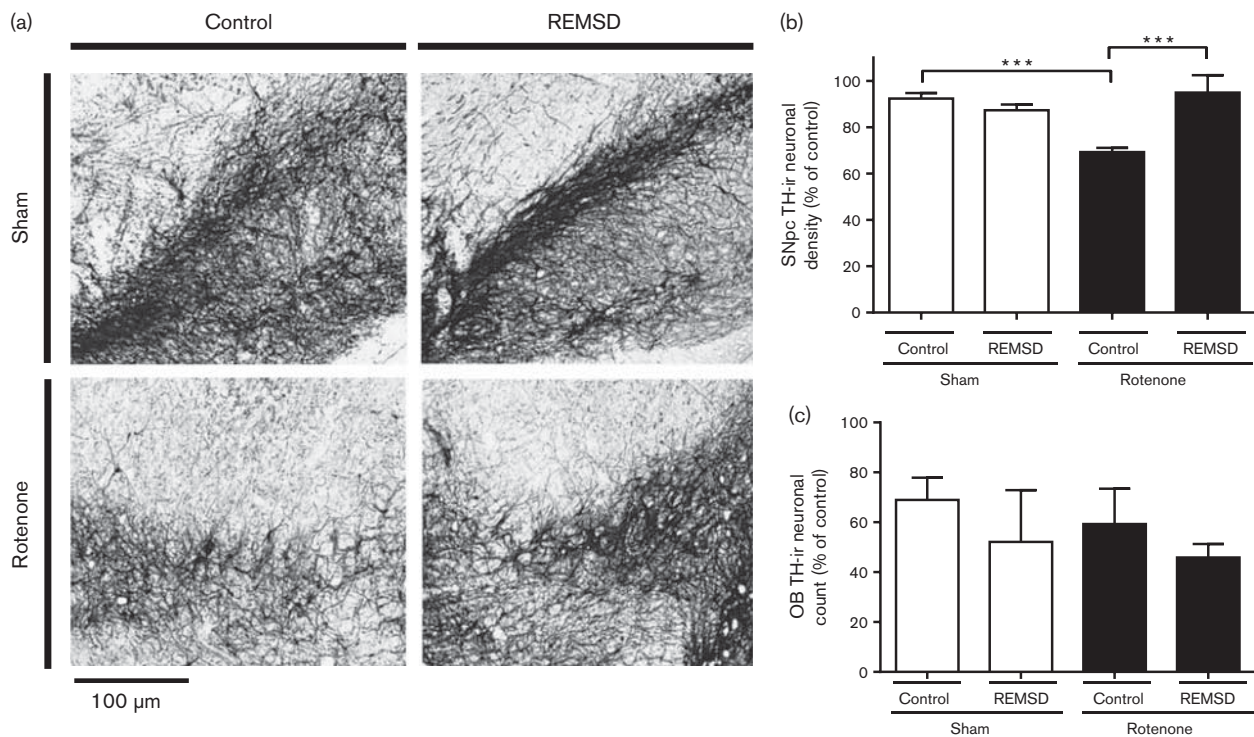 (a)
Control
REMSD
Sham
Rotenone
100 µm
(b)
***
***
SNpc TH-ir neuronal
density (% of control)
100
80
60
40
20
0
Control
REMSD
Control
REMSD
Sham
Rotenone
(c)
OB TH-ir neuronal
count (% of control)
100
80
60
40
20
0
Control
REMSD
Control
REMSD
Sham
Rotenone